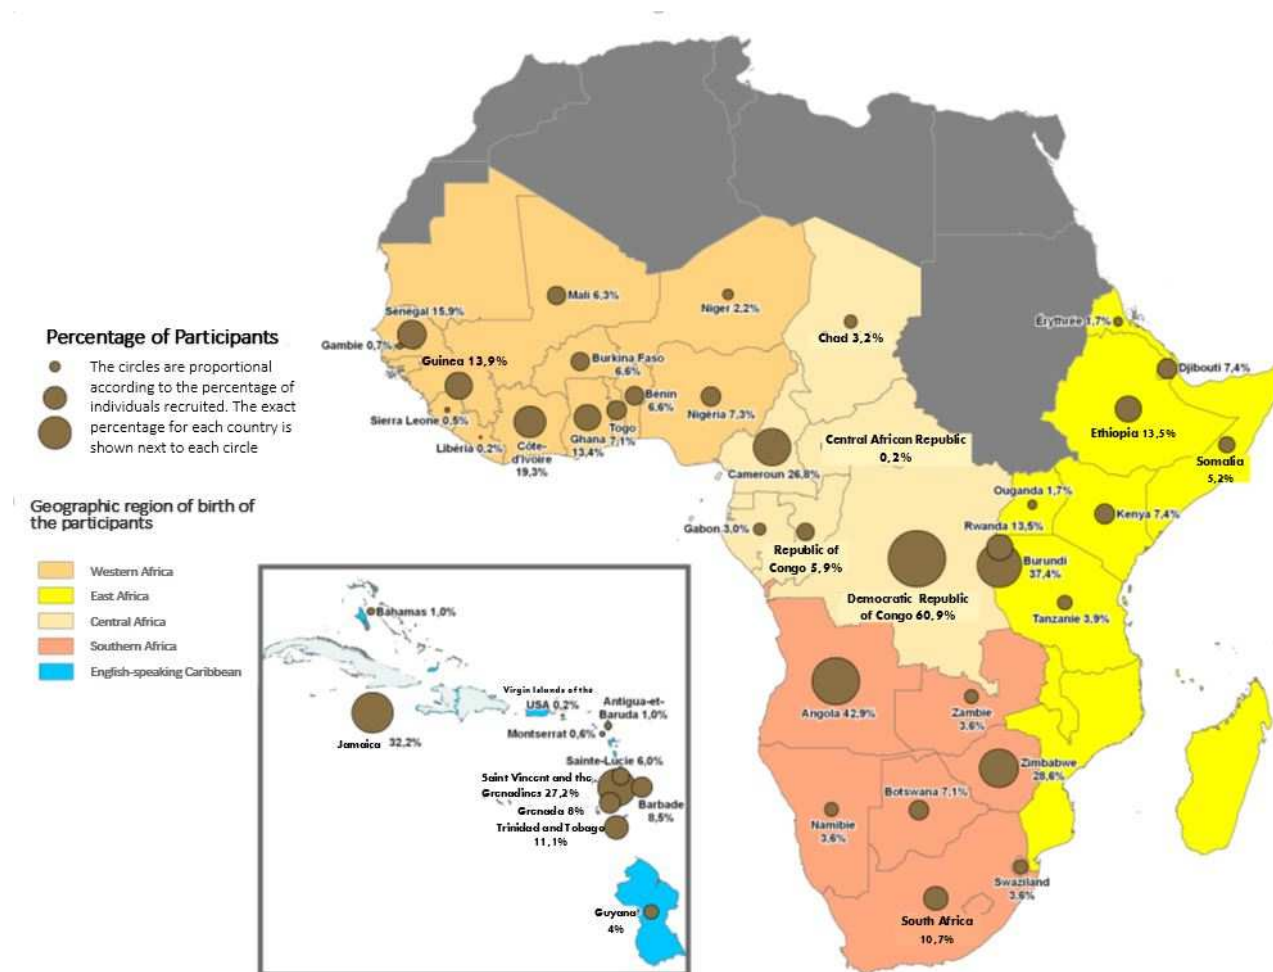 Percentage of Participants
The circles are proportional
according to the percentage of
individuals recruited. The exact
percentage for each country is
shown next to each circle
Geographic region of birth of
the participants
Western Africa
East Africa
Central Africa
Southern Africa
English-speaking Caribbean
Mali 6,3%
Niger 2,2%
Sénégal 15,9%
Chad 3,2%
Érythrée 1,7%
Gambie 0,7%
Guinea 13,9%
Burkina Faso
6.6%
Djibouti 7,4%
Benin
6,6%
Nigéria 7,3%
Sierra Leone 0,5%
Togo
7,1%
Ghana
13,4%
Libéria 0,2%
Côte-
d'Ivoire
19,3%
Ethiopia 13,5%
Central African Republic
0,2%
Cameroun 26,8%
Somalia
5,2%
Ouganda 1,7%
Kenya 7,4%
Gabon 3,0%
Rwanda 13,5%
Republic of
Congo 5,9%
Burundi
37,4%
Democratic Republic
of Congo 60,9%
Tanzanie 3,9%
Angola 42,9%
Zambie
3,6%
Zimbabwe
28,6%
Botswana 7,1%
Namibie
3,6%
Swaziland
3,6%
South Africa
10,7%
Bahamas 1,0%
Virgin Islands of the
USA 0,2%
Antigua-et-
Baruda 1,0%
Jamaica 32,2%
Montserrat 0,6%
Sainte-Lucie 6,0%
Saint Vincent and the
Grenadines 27,2%
Barbade
8,5%
Grenada 8%
Trinidad and Tobago
11,1%
Guyana
4%